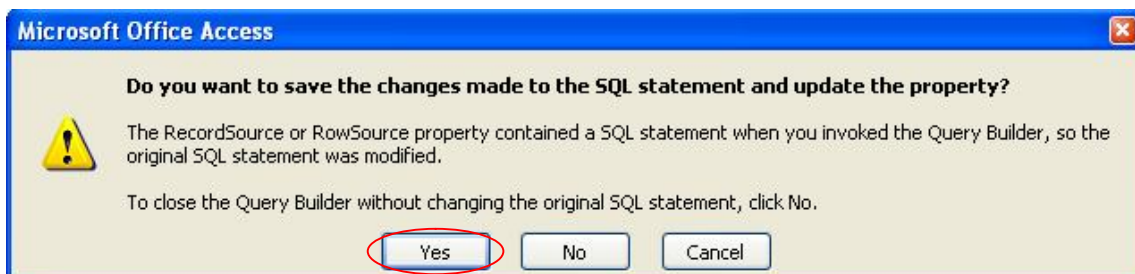 Microsoft Office Access
Do you want to save the changes made to the SQL statement and update the property?
The RecordSource or RowSource property contained a SQL statement when you invoked the Query Builder, so the
original SQL statement was modified.
To close the Query Builder without changing the original SQL statement, click No.
Yes No Cancel